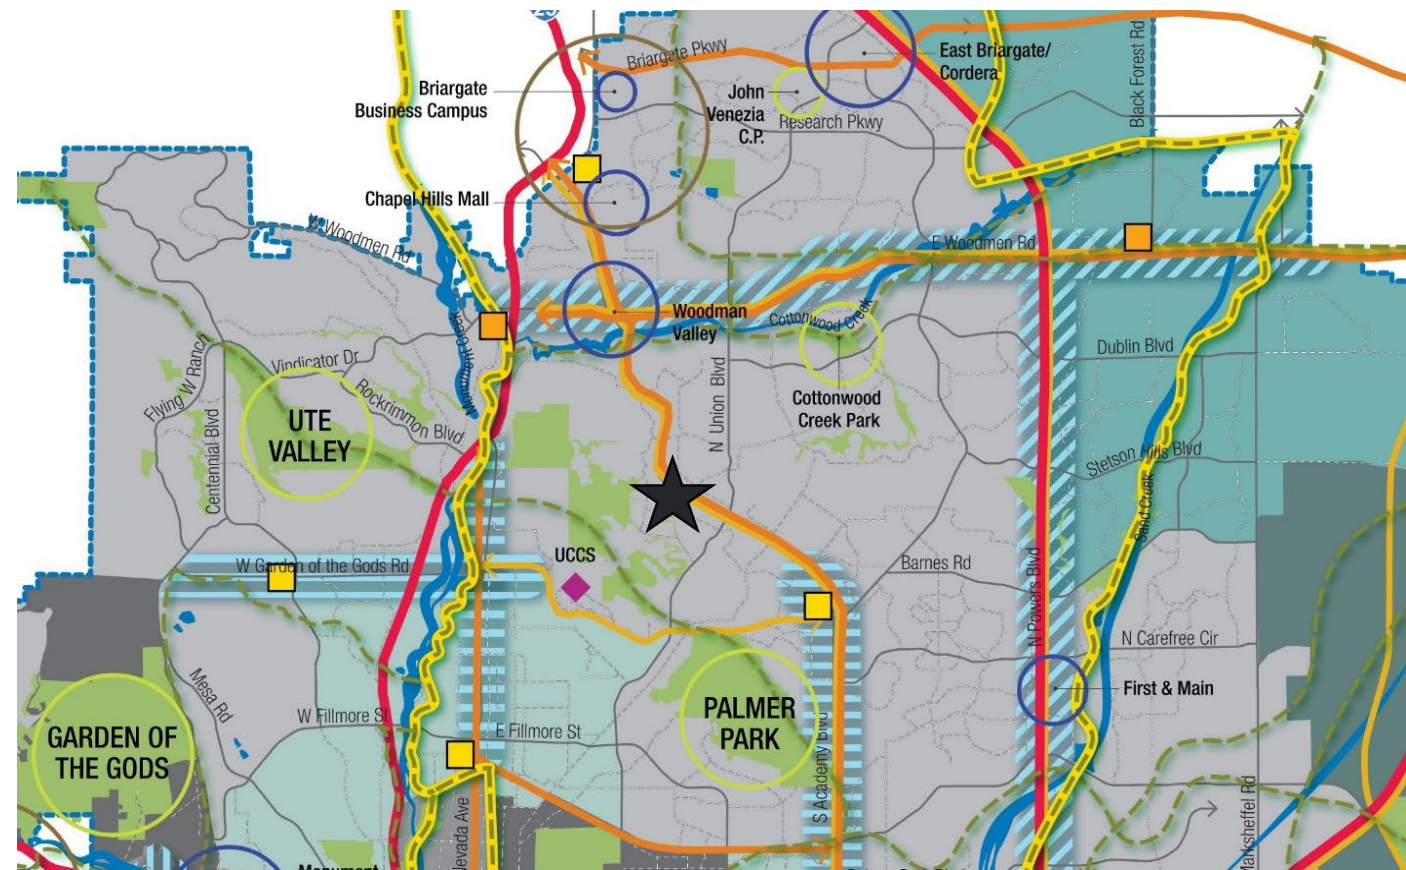 25
Briargate Pkwy
East Briargate/
Cordera
Black Forest Rd
Briargate
Business Campus
John
Venezia
C.P.
Research Pkwy
Chapel Hills Mall
W Woodmen Rd
E Woodmen Rd
Woodman
Valley
Cottonwood Creek
Monument Creek
Flying W Ranch
Vindicator Dr
Rockrimmon Blvd
Dublin Blvd
N Union Blvd
Cottonwood
Creek Park
UTE
VALLEY
Centennial Blvd
Stetson Hills Blvd
Sand Creek
UCCS
W Garden of the Gods Rd
Barnes Rd
N Powers Blvd
N Carefree Cir
Mesa Rd
First & Main
W Fillmore St
E Fillmore St
PALMER
PARK
GARDEN OF
THE GODS
S Academy Blvd
Nevada Ave
Marksheffel Rd
Monument